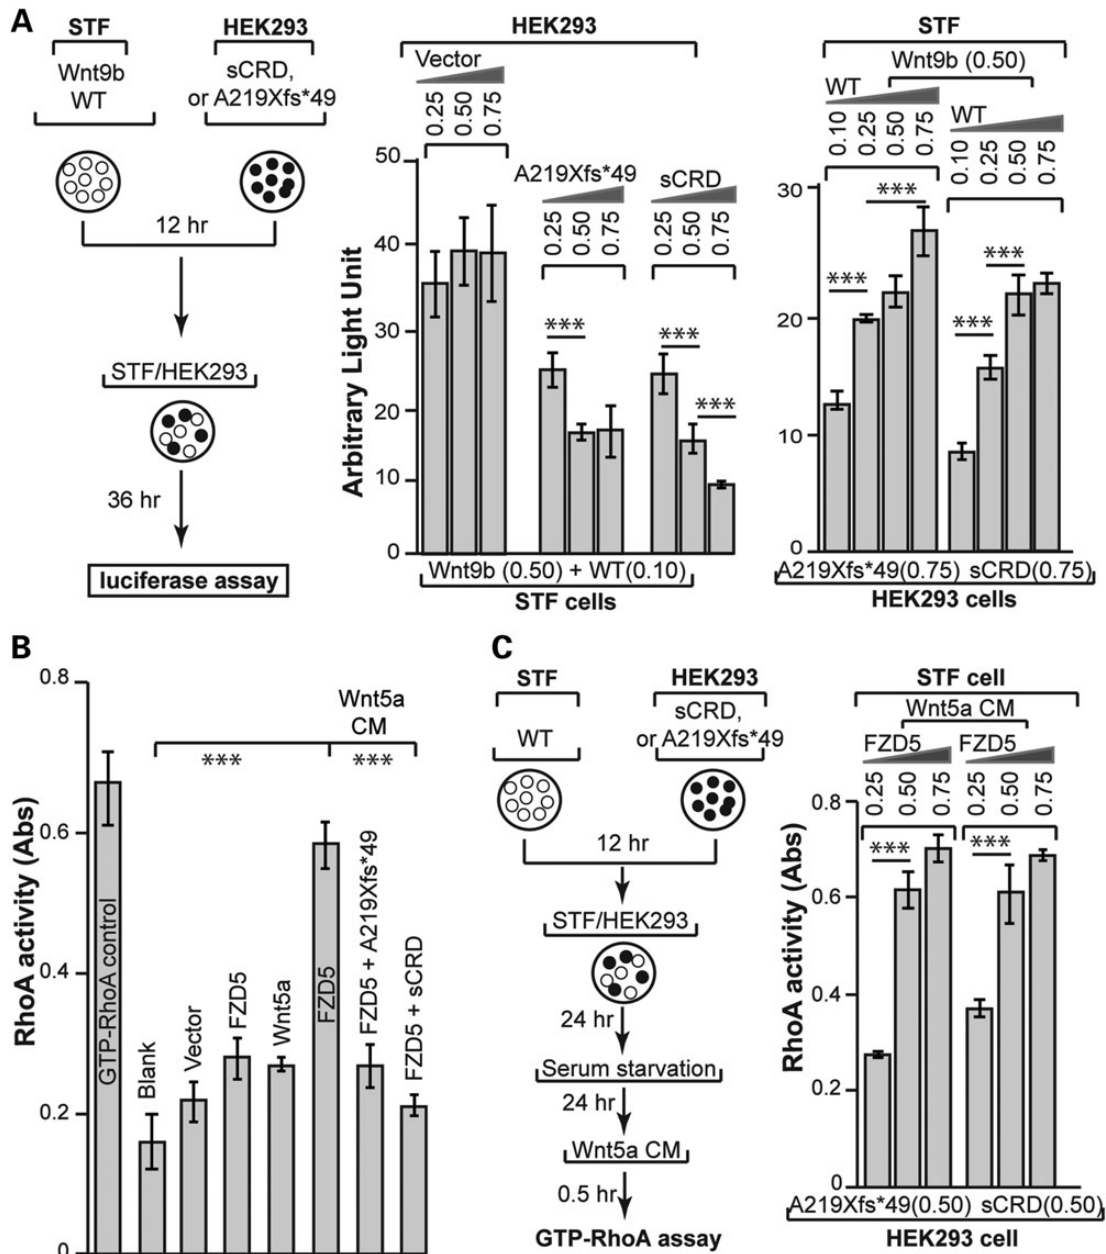 A
STF
Wnt9b
WT
HEK293
sCRD,
or A219Xfs*49
12 hr
STF/HEK293
36 hr
luciferase assay
HEK293
Vector
0.25
0.50
0.75
A219Xfs*49
0.25
0.50
0.75
sCRD
0.25
0.50
0.75
Arbitrary Light Unit
50
40
30
20
10
0
***
***
***
Wnt9b (0.50) + WT(0.10)
STF cells
STF
Wnt9b (0.50)
WT
0.10
0.25
0.50
0.75
WT
0.10
0.25
0.50
0.75
30
20
10
0
***
***
***
***
A219Xfs*49(0.75) sCRD(0.75)
HEK293 cells
B
RhoA activity (Abs)
0.8
0.6
0.4
0.2
0
Wnt5a
CM
***
***
GTP-RhoA control
Blank
Vector
FZD5
Wnt5a
FZD5
FZD5 + A219Xfs*49
FZD5 + sCRD
C
STF
WT
HEK293
sCRD,
or A219Xfs*49
12 hr
STF/HEK293
24 hr
Serum starvation
24 hr
Wnt5a CM
0.5 hr
GTP-RhoA assay
STF cell
Wnt5a CM
FZD5
0.25
0.50
0.75
FZD5
0.25
0.50
0.75
RhoA activity (Abs)
0.8
0.6
0.4
0.2
0
***
***
A219Xfs*49(0.50) sCRD(0.50)
HEK293 cell